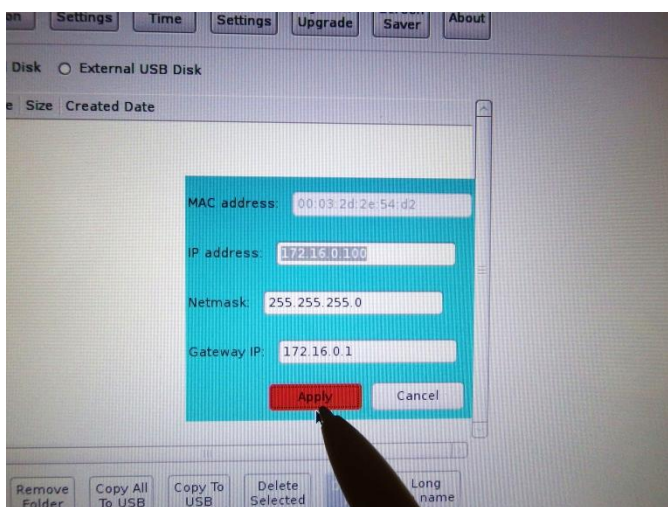 on Settings Time Settings Upgrade Saver About
Disk External USB Disk
e Size Created Date
MAC address: 00:03:2d:2e:54:d2
IP address: 172.16.0.100
Netmask: 255.255.255.0
Gateway IP: 172.16.0.1
Apply Cancel
Remove Copy All Copy To Delete Long
Folder To USB USB Selected name